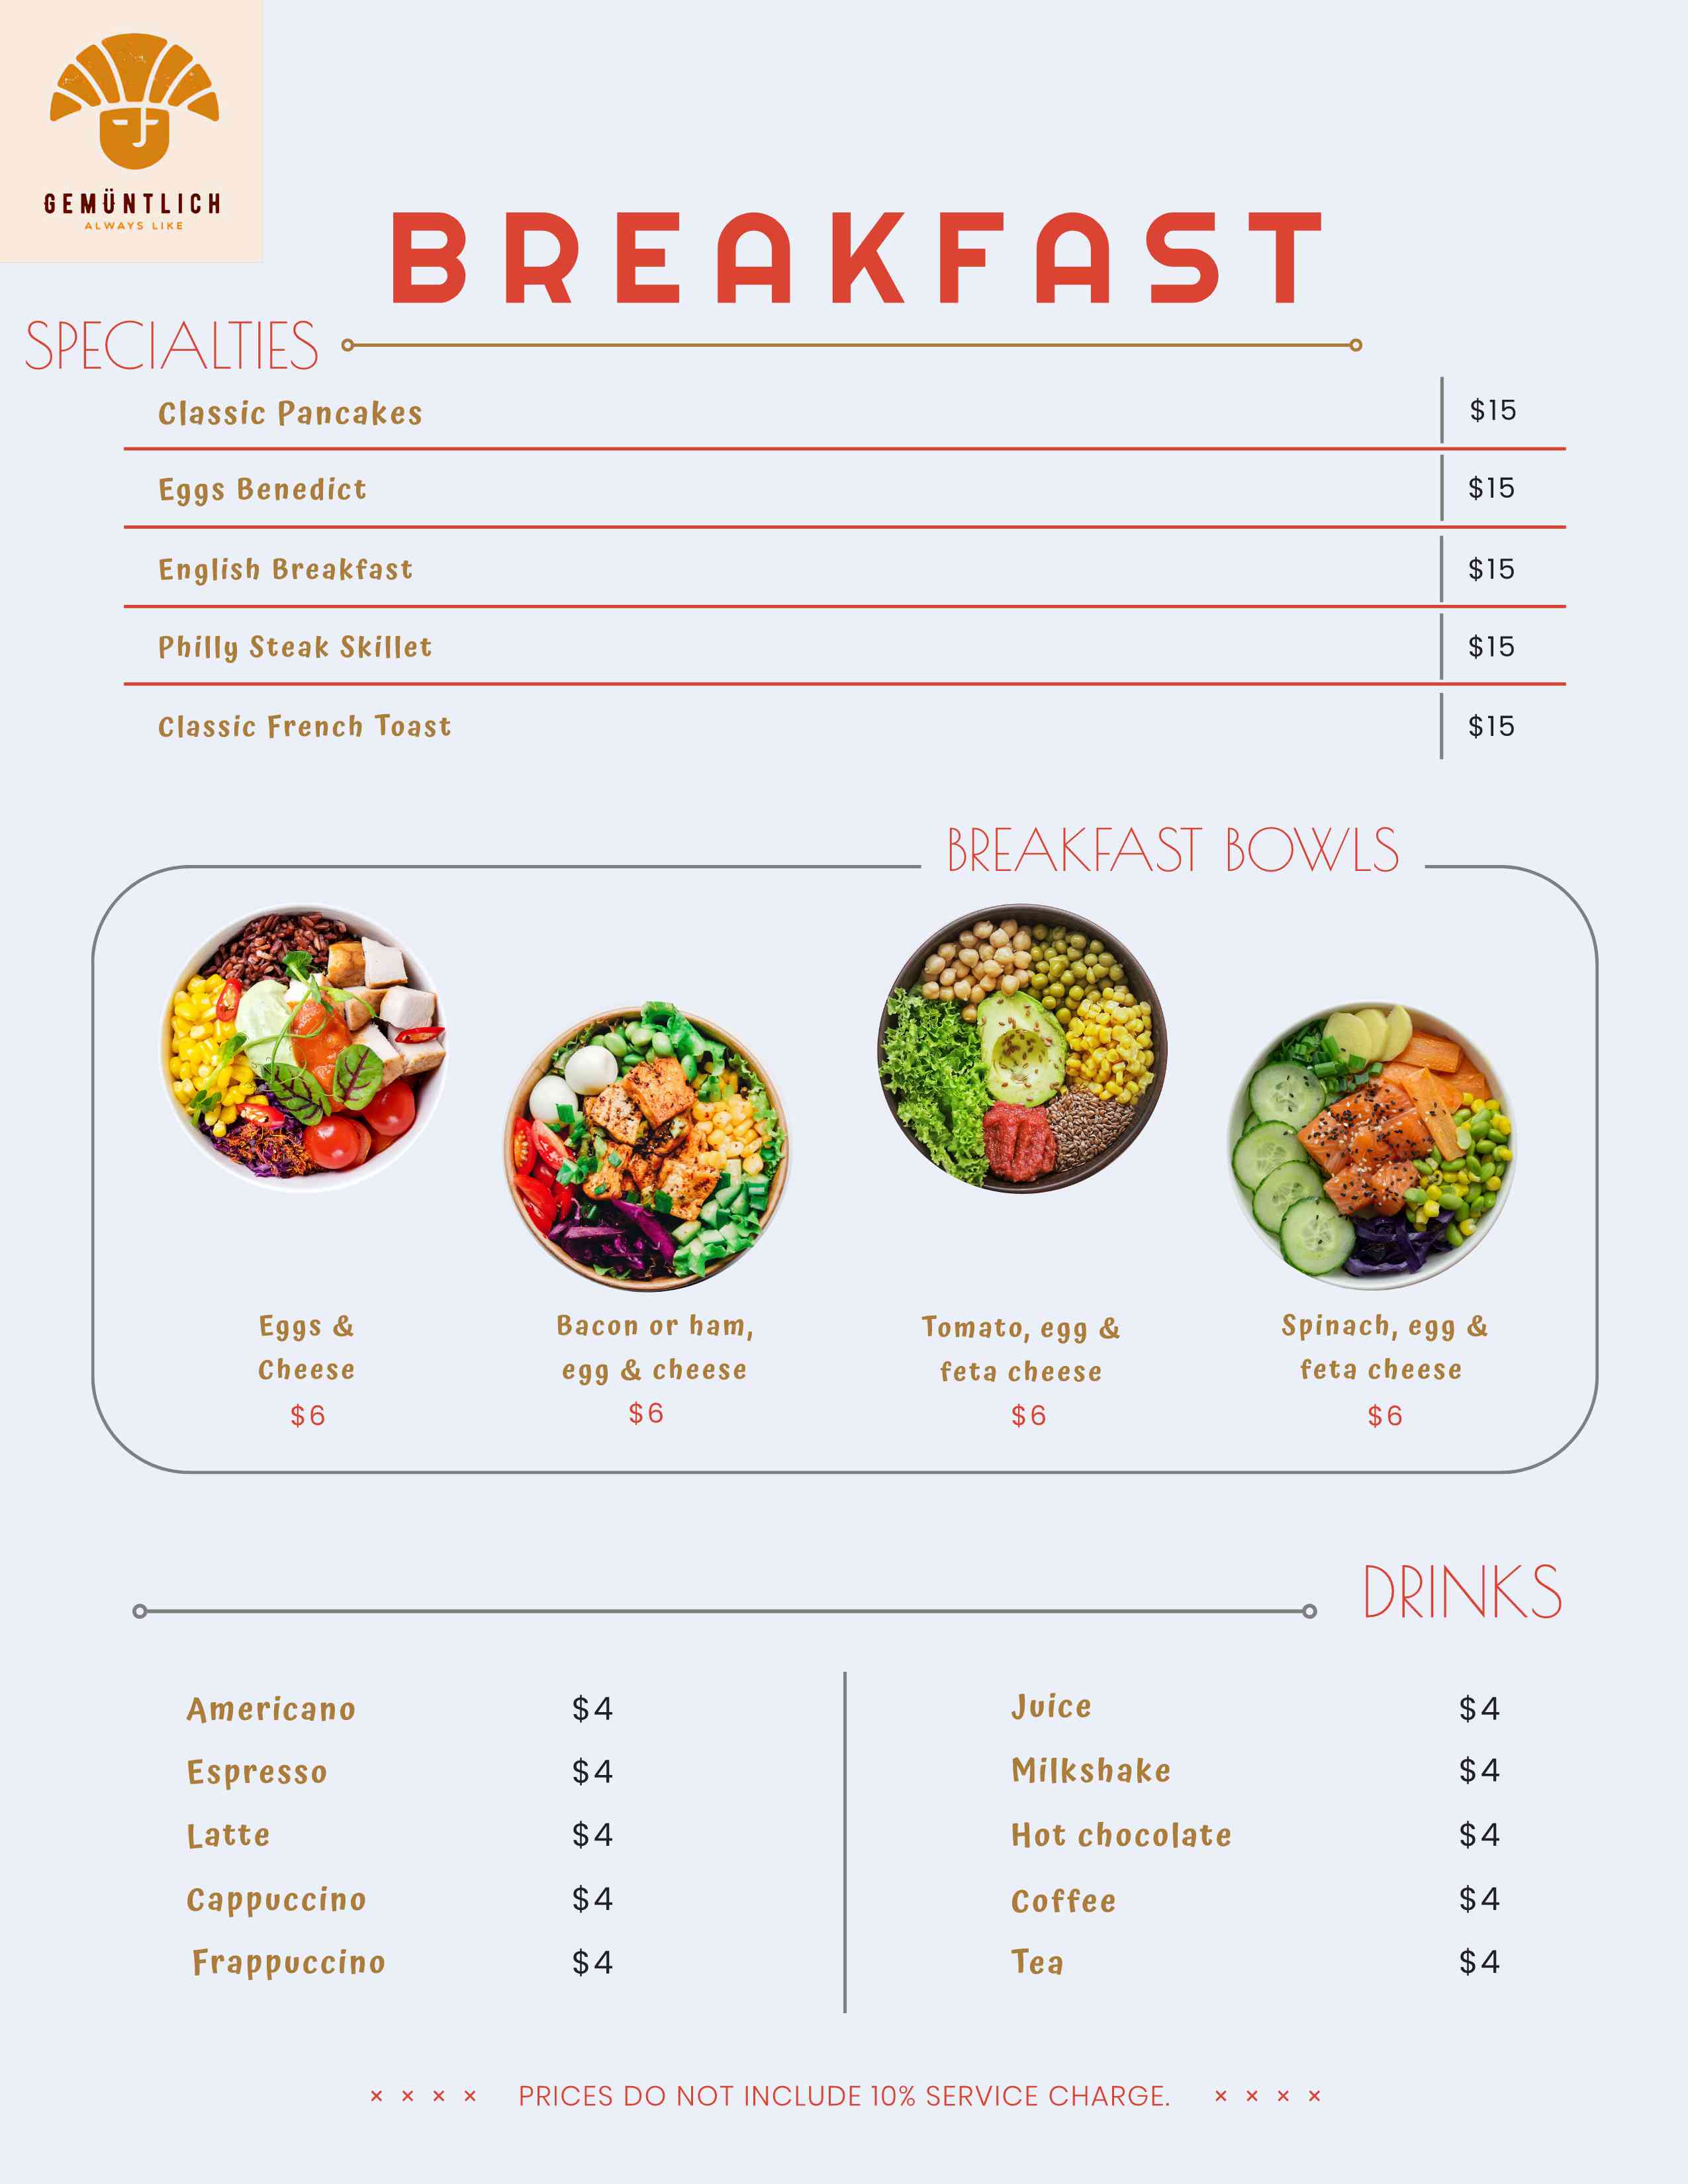 GEMÜNTLICH
ALWAYS LIKE
BREAKFAST
SPECIALTIES
Classic Pancakes $15
Eggs Benedict $15
English Breakfast $15
Philly Steak Skillet $15
Classic French Toast $15
BREAKFAST BOWLS
Eggs &
Cheese
$6
Bacon or ham,
egg & cheese
$6
Tomato, egg &
feta cheese
$6
Spinach, egg &
feta cheese
$6
DRINKS
Americano $4
Espresso $4
Latte $4
Cappuccino $4
Frappuccino $4
Juice $4
Milkshake $4
Hot chocolate $4
Coffee $4
Tea $4
× × × × PRICES DO NOT INCLUDE 10% SERVICE CHARGE. × × × ×